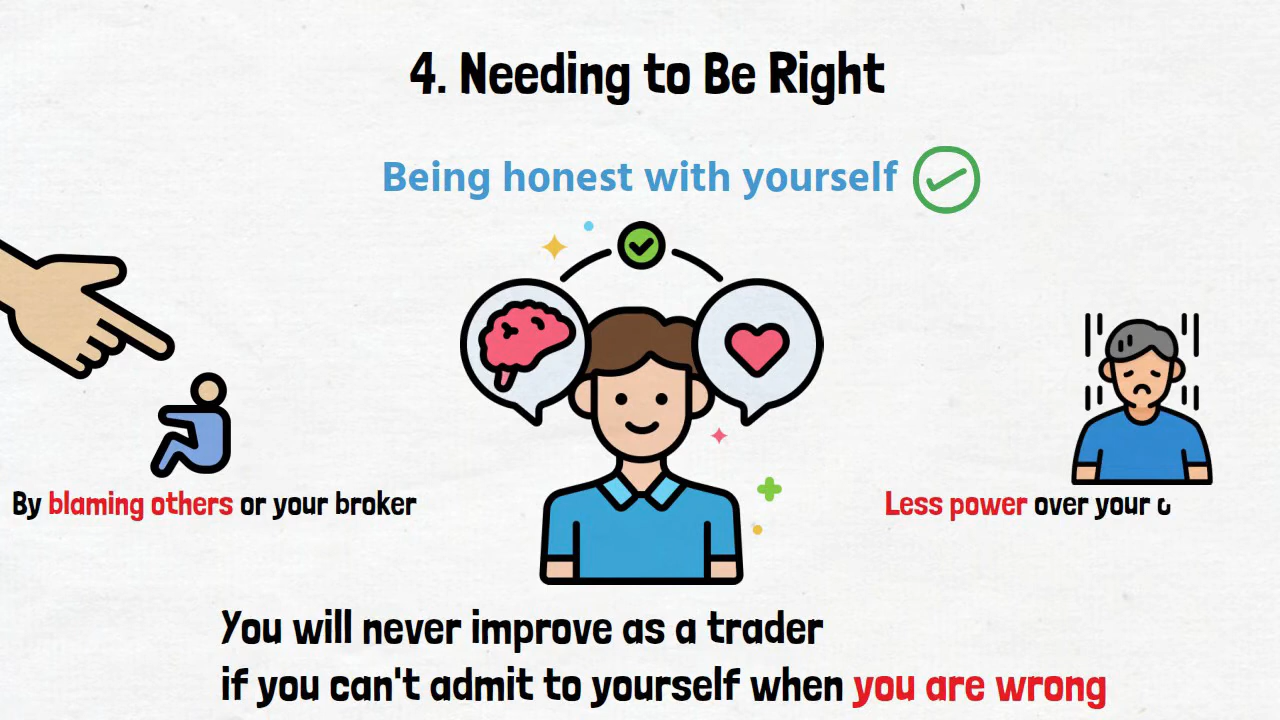 4. Needing to Be Right
Being honest with yourself
By blaming others or your broker
Less power over your
You will never improve as a trader
if you can't admit to yourself when you are wrong